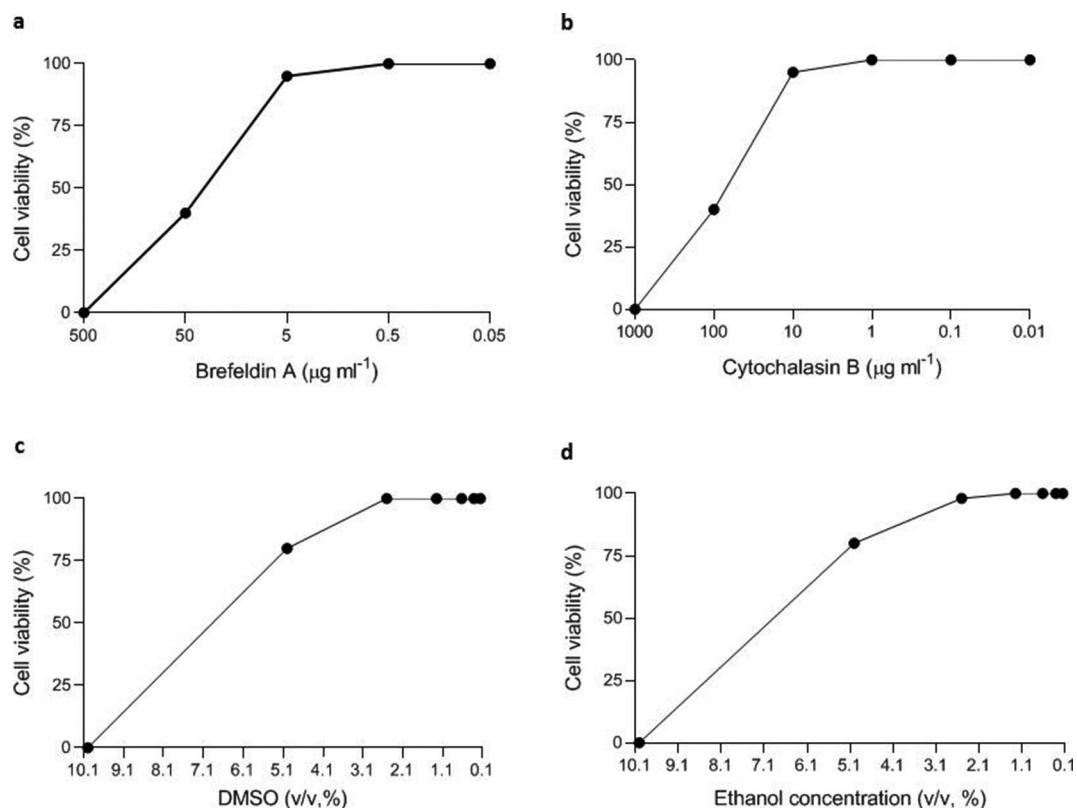 a
100
75
50
25
0
Cell viability (%)
500 50 5 0.5 0.05
Brefeldin A (µg ml⁻¹)
b
100
75
50
25
0
Cell viability (%)
1000 100 10 1 0.1 0.01
Cytochalasin B (µg ml⁻¹)
c
100
75
50
25
0
Cell viability (%)
10.1 9.1 8.1 7.1 6.1 5.1 4.1 3.1 2.1 1.1 0.1
DMSO (v/v,%)
d
100
75
50
25
0
Cell viability (%)
10.1 9.1 8.1 7.1 6.1 5.1 4.1 3.1 2.1 1.1 0.1
Ethanol concentration (v/v, %)